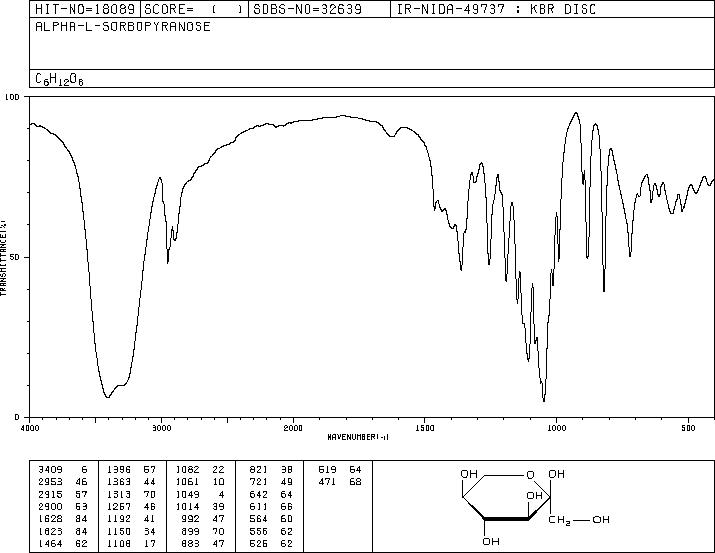 HIT-NO=18089 SCORE= ( ) SDBS-NO=32639 IR-NIDA-49737 : KBR DISC
ALPHA-L-SORBOPYRANOSE
C6H12O6
100
50
0
TRANSMITTANCE(%)
4000 3000 2000 1500 1000 500
WAVENUMBER(-1)
3409 6 1396 57 1082 22 821 38 619 64
2953 46 1363 44 1061 10 721 49 471 68
2915 57 1313 70 1049 4 642 64
2900 53 1257 46 1014 39 611 66
1628 84 1192 41 992 47 564 60
1623 84 1150 34 899 70 556 62
1464 62 1108 17 883 47 526 62
OH O OH
OH
OH CH2 OH
OH